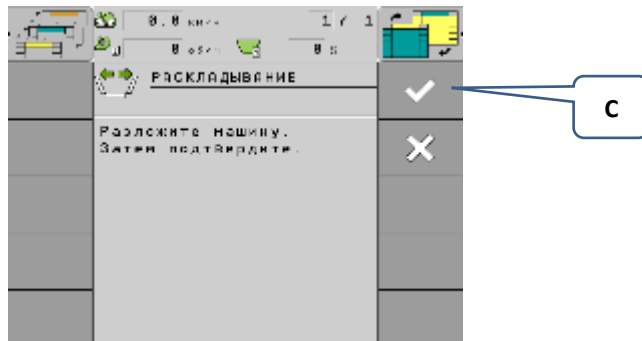 0.0 км/ч 1 / 1
0 об/м 0 s
РАСКЛАДЫВАНИЕ
Разложите машину.
Затем подтвердите.
C